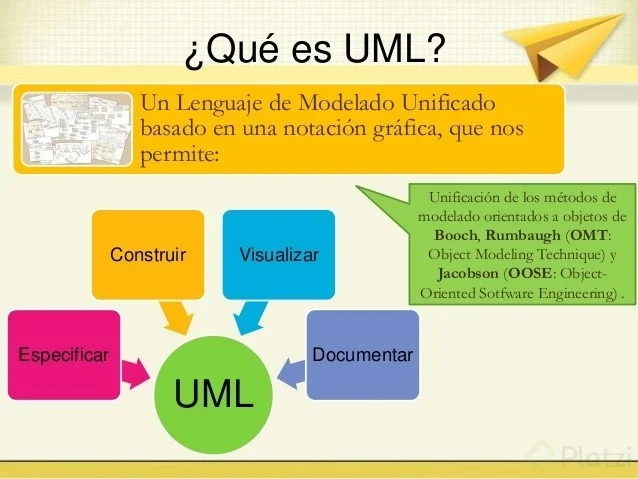 ¿Qué es UML?
Un Lenguaje de Modelado Unificado
basado en una notación gráfica, que nos
permite:
Unificación de los métodos de
modelado orientados a objetos de
Booch, Rumbaugh (OMT:
Object Modeling Technique) y
Jacobson (OOSE: Object-
Oriented Sotfware Engineering) .
Construir
Visualizar
Especificar
Documentar
UML
Platzi